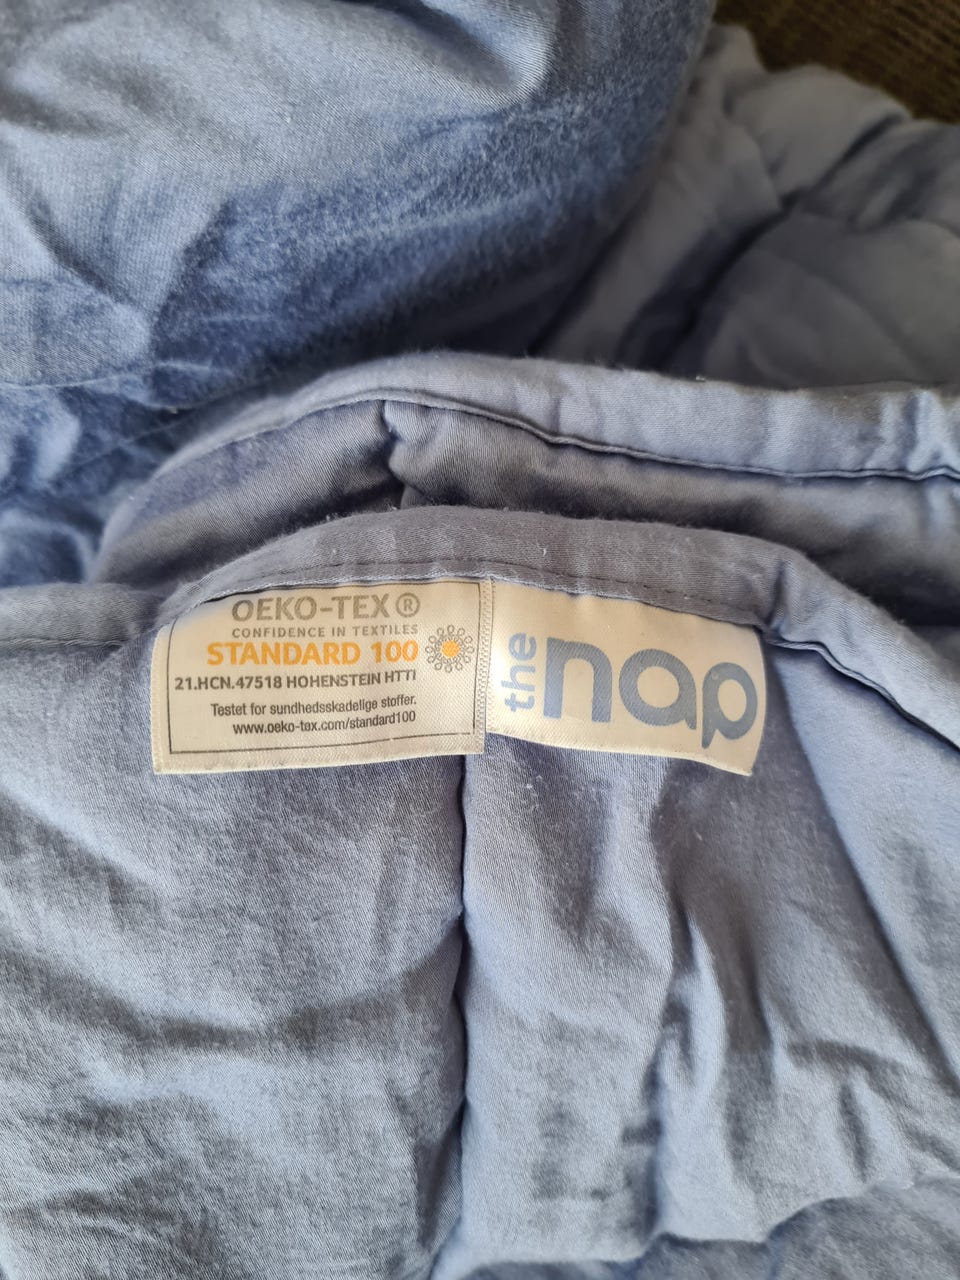 OEKO-TEX®
CONFIDENCE IN TEXTILES
STANDARD 100
21.HCN.47518 HOHENSTEIN HTTI
Testet for sundhedsskadelige stoffer.
www.oeko-tex.com/standard100
the nap